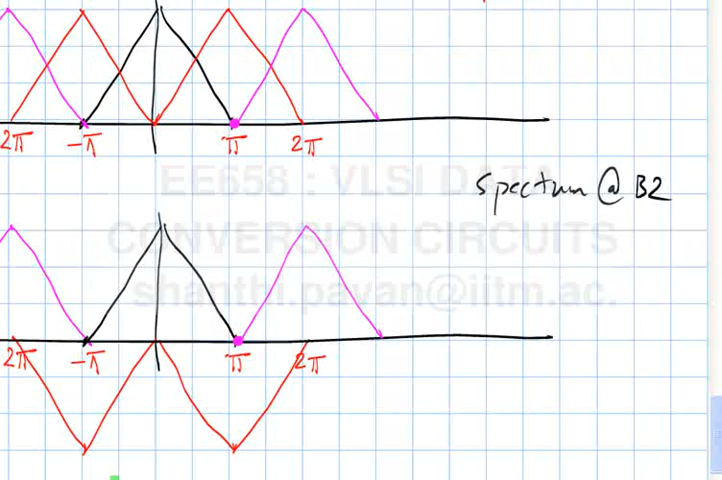 2π -π π 2π
EE658 : VLSI DATA
spectrum @ B2
CONVERSION CIRCUITS
shanthi.pavan@iitm.ac.
2π -π π 2π